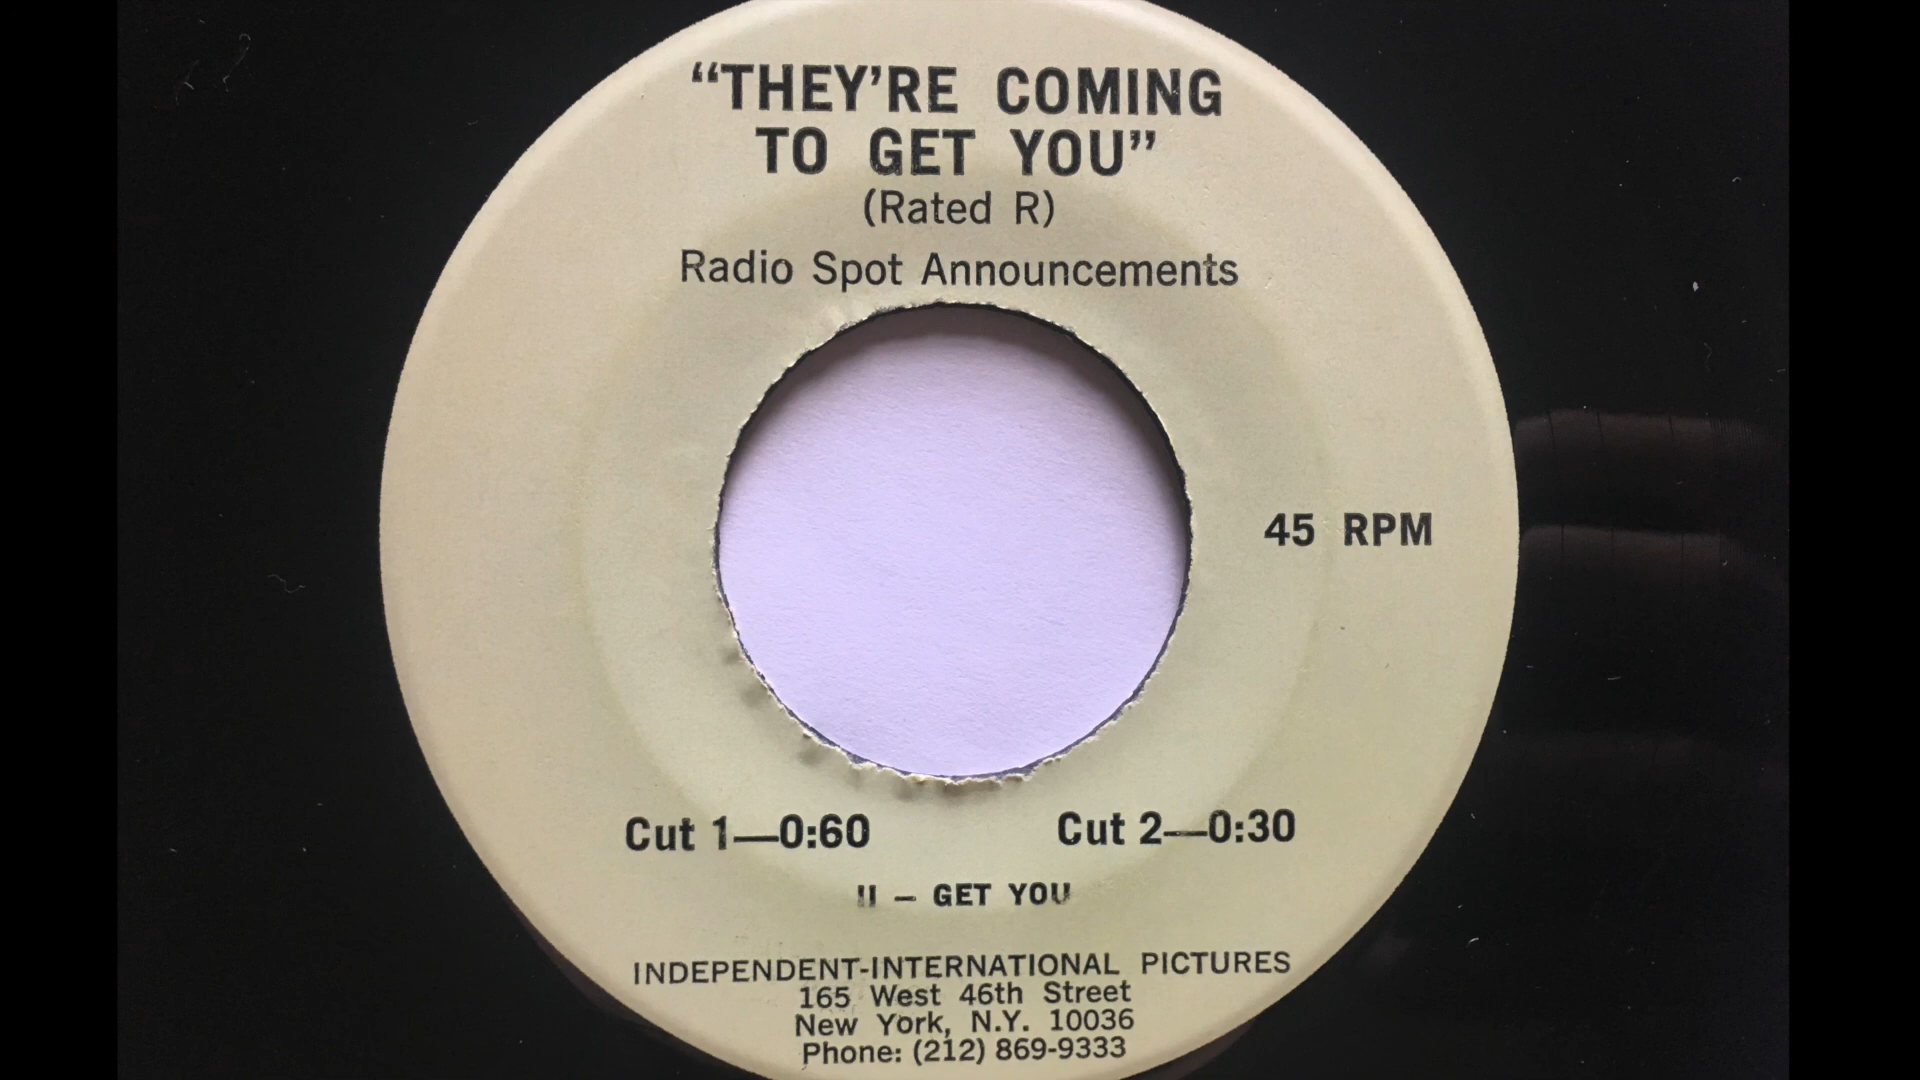 “THEY’RE COMING
TO GET YOU”
(Rated R)
Radio Spot Announcements
45 RPM
Cut 1—0:60 Cut 2—0:30
II – GET YOU
INDEPENDENT-INTERNATIONAL PICTURES
165 West 46th Street
New York, N.Y. 10036
Phone: (212) 869-9333